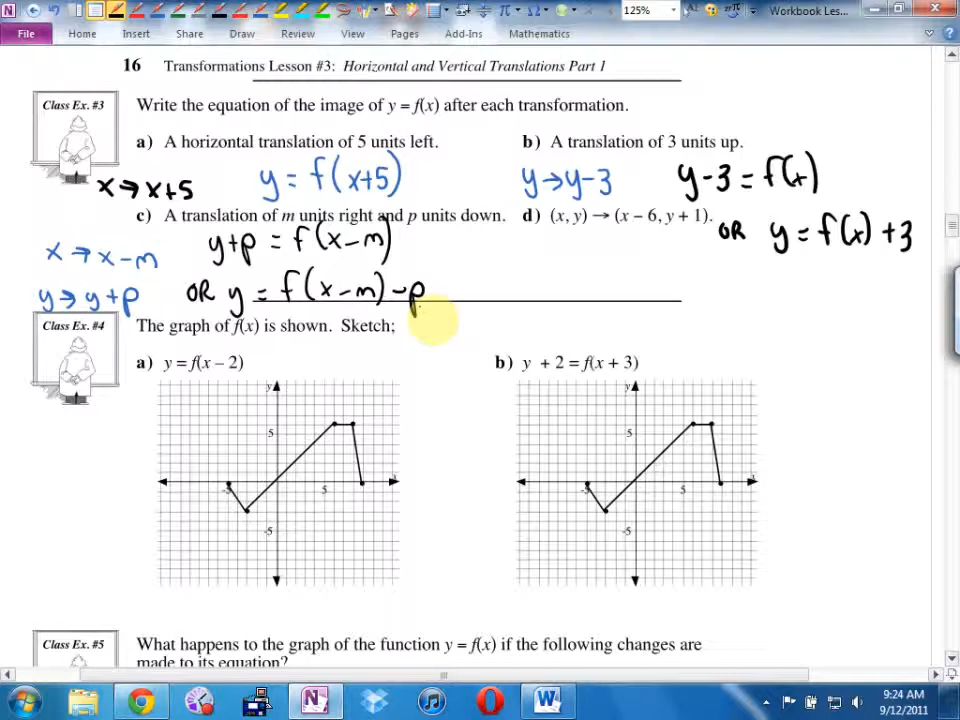 125%
Workbook Les...
File Home Insert Share Draw Review View Pages Add-Ins Mathematics
16 Transformations Lesson #3: Horizontal and Vertical Translations Part 1
Class Ex. #3
Write the equation of the image of y = f(x) after each transformation.
a) A horizontal translation of 5 units left.
b) A translation of 3 units up.
x → x+5
y = f(x+5)
y → y-3
y-3 = f(x)
c) A translation of m units right and p units down.
d) (x, y) → (x – 6, y + 1).
OR y = f(x) + 3
x → x-m
y+p = f(x-m)
y → y+p
OR y = f(x-m) - p
Class Ex. #4
The graph of f(x) is shown. Sketch;
a) y = f(x – 2)
b) y + 2 = f(x + 3)
y
5
-5
5
x
-5
y
5
-5
5
x
-5
Class Ex. #5
What happens to the graph of the function y = f(x) if the following changes are
made to its equation?
9:24 AM
9/12/2011